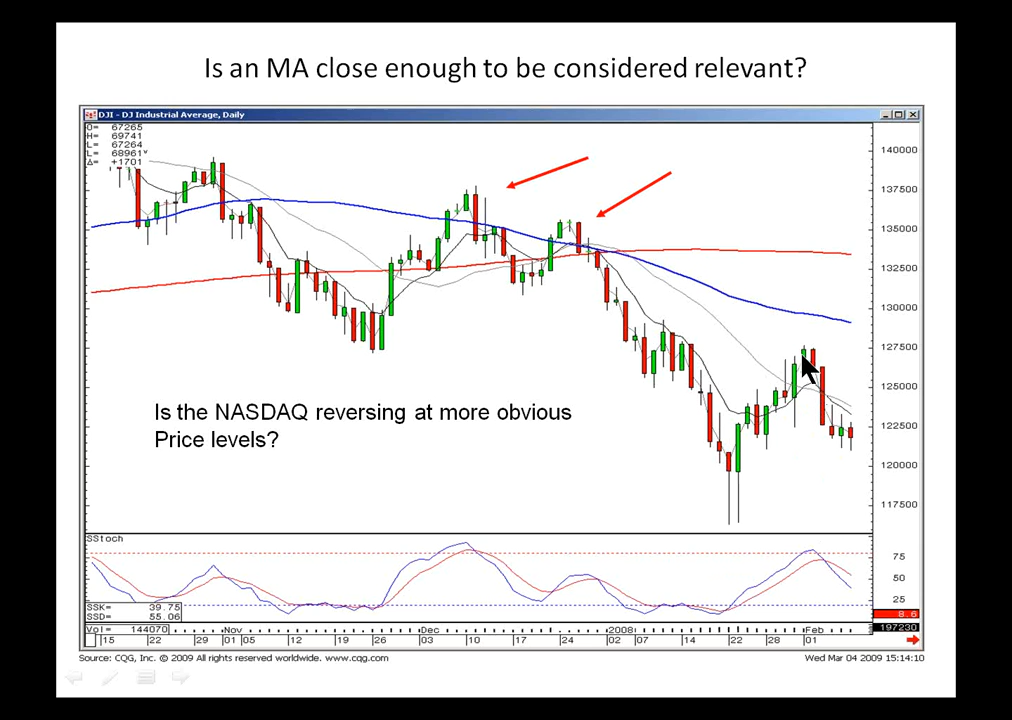 Is an MA close enough to be considered relevant?
DJI - DJ Industrial Average, Daily
O= 67265
H= 69741
L= 67264
L= 68961
Δ= +1701
140000
137500
135000
132500
130000
127500
125000
122500
120000
117500
Is the NASDAQ reversing at more obvious
Price levels?
SStoch
75
50
25
SSK= 39.75
SSD= 55.06
8.6
Vol= 144070
197230
15 22 29 01 05 12 19 26 03 10 17 24 02 07 14 22 28 01
Nov Dec 2008 Feb
Source: CQG, Inc. © 2009 All rights reserved worldwide. www.cqg.com
Wed Mar 04 2009 15:14:10